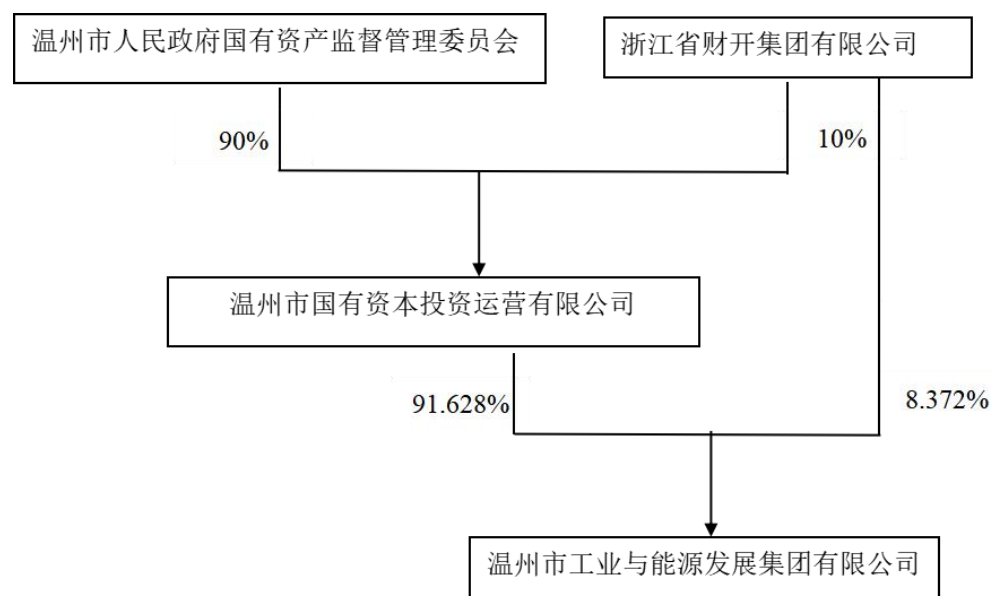 温州市人民政府国有资产监督管理委员会
浙江省财开集团有限公司
90%
10%
温州市国有资本投资运营有限公司
91.628%
8.372%
温州市工业与能源发展集团有限公司